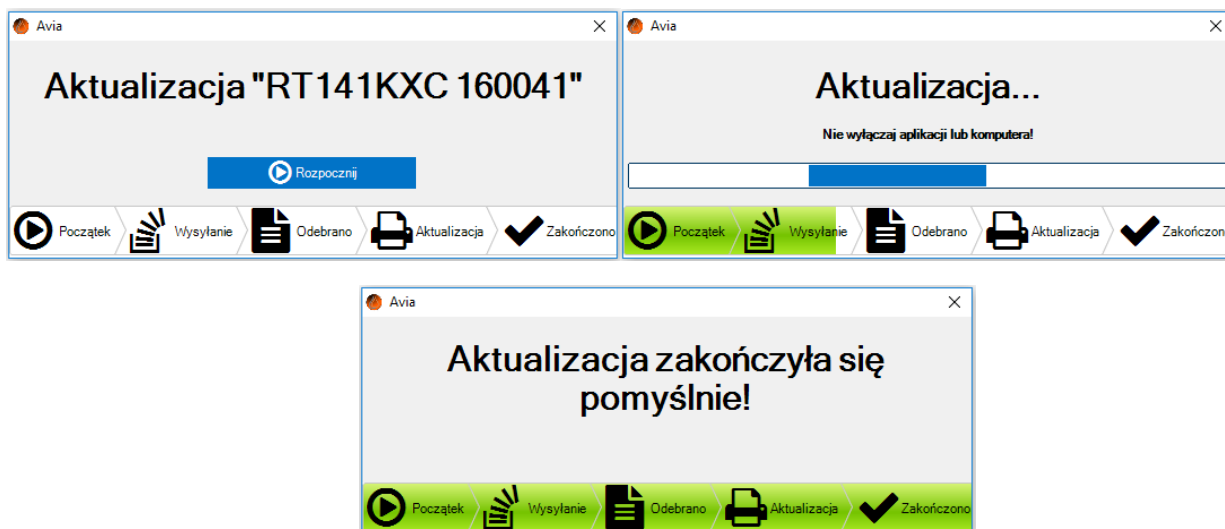 Avia
Aktualizacja "RT141KXC 160041"
Rozpocznij
Początek Wysyłanie Odebrano Aktualizacja Zakończono
Avia
Aktualizacja...
Nie wyłączaj aplikacji lub komputera!
Początek Wysyłanie Odebrano Aktualizacja Zakończon
Avia
Aktualizacja zakończyła się
pomyślnie!
Początek Wysyłanie Odebrano Aktualizacja Zakończono